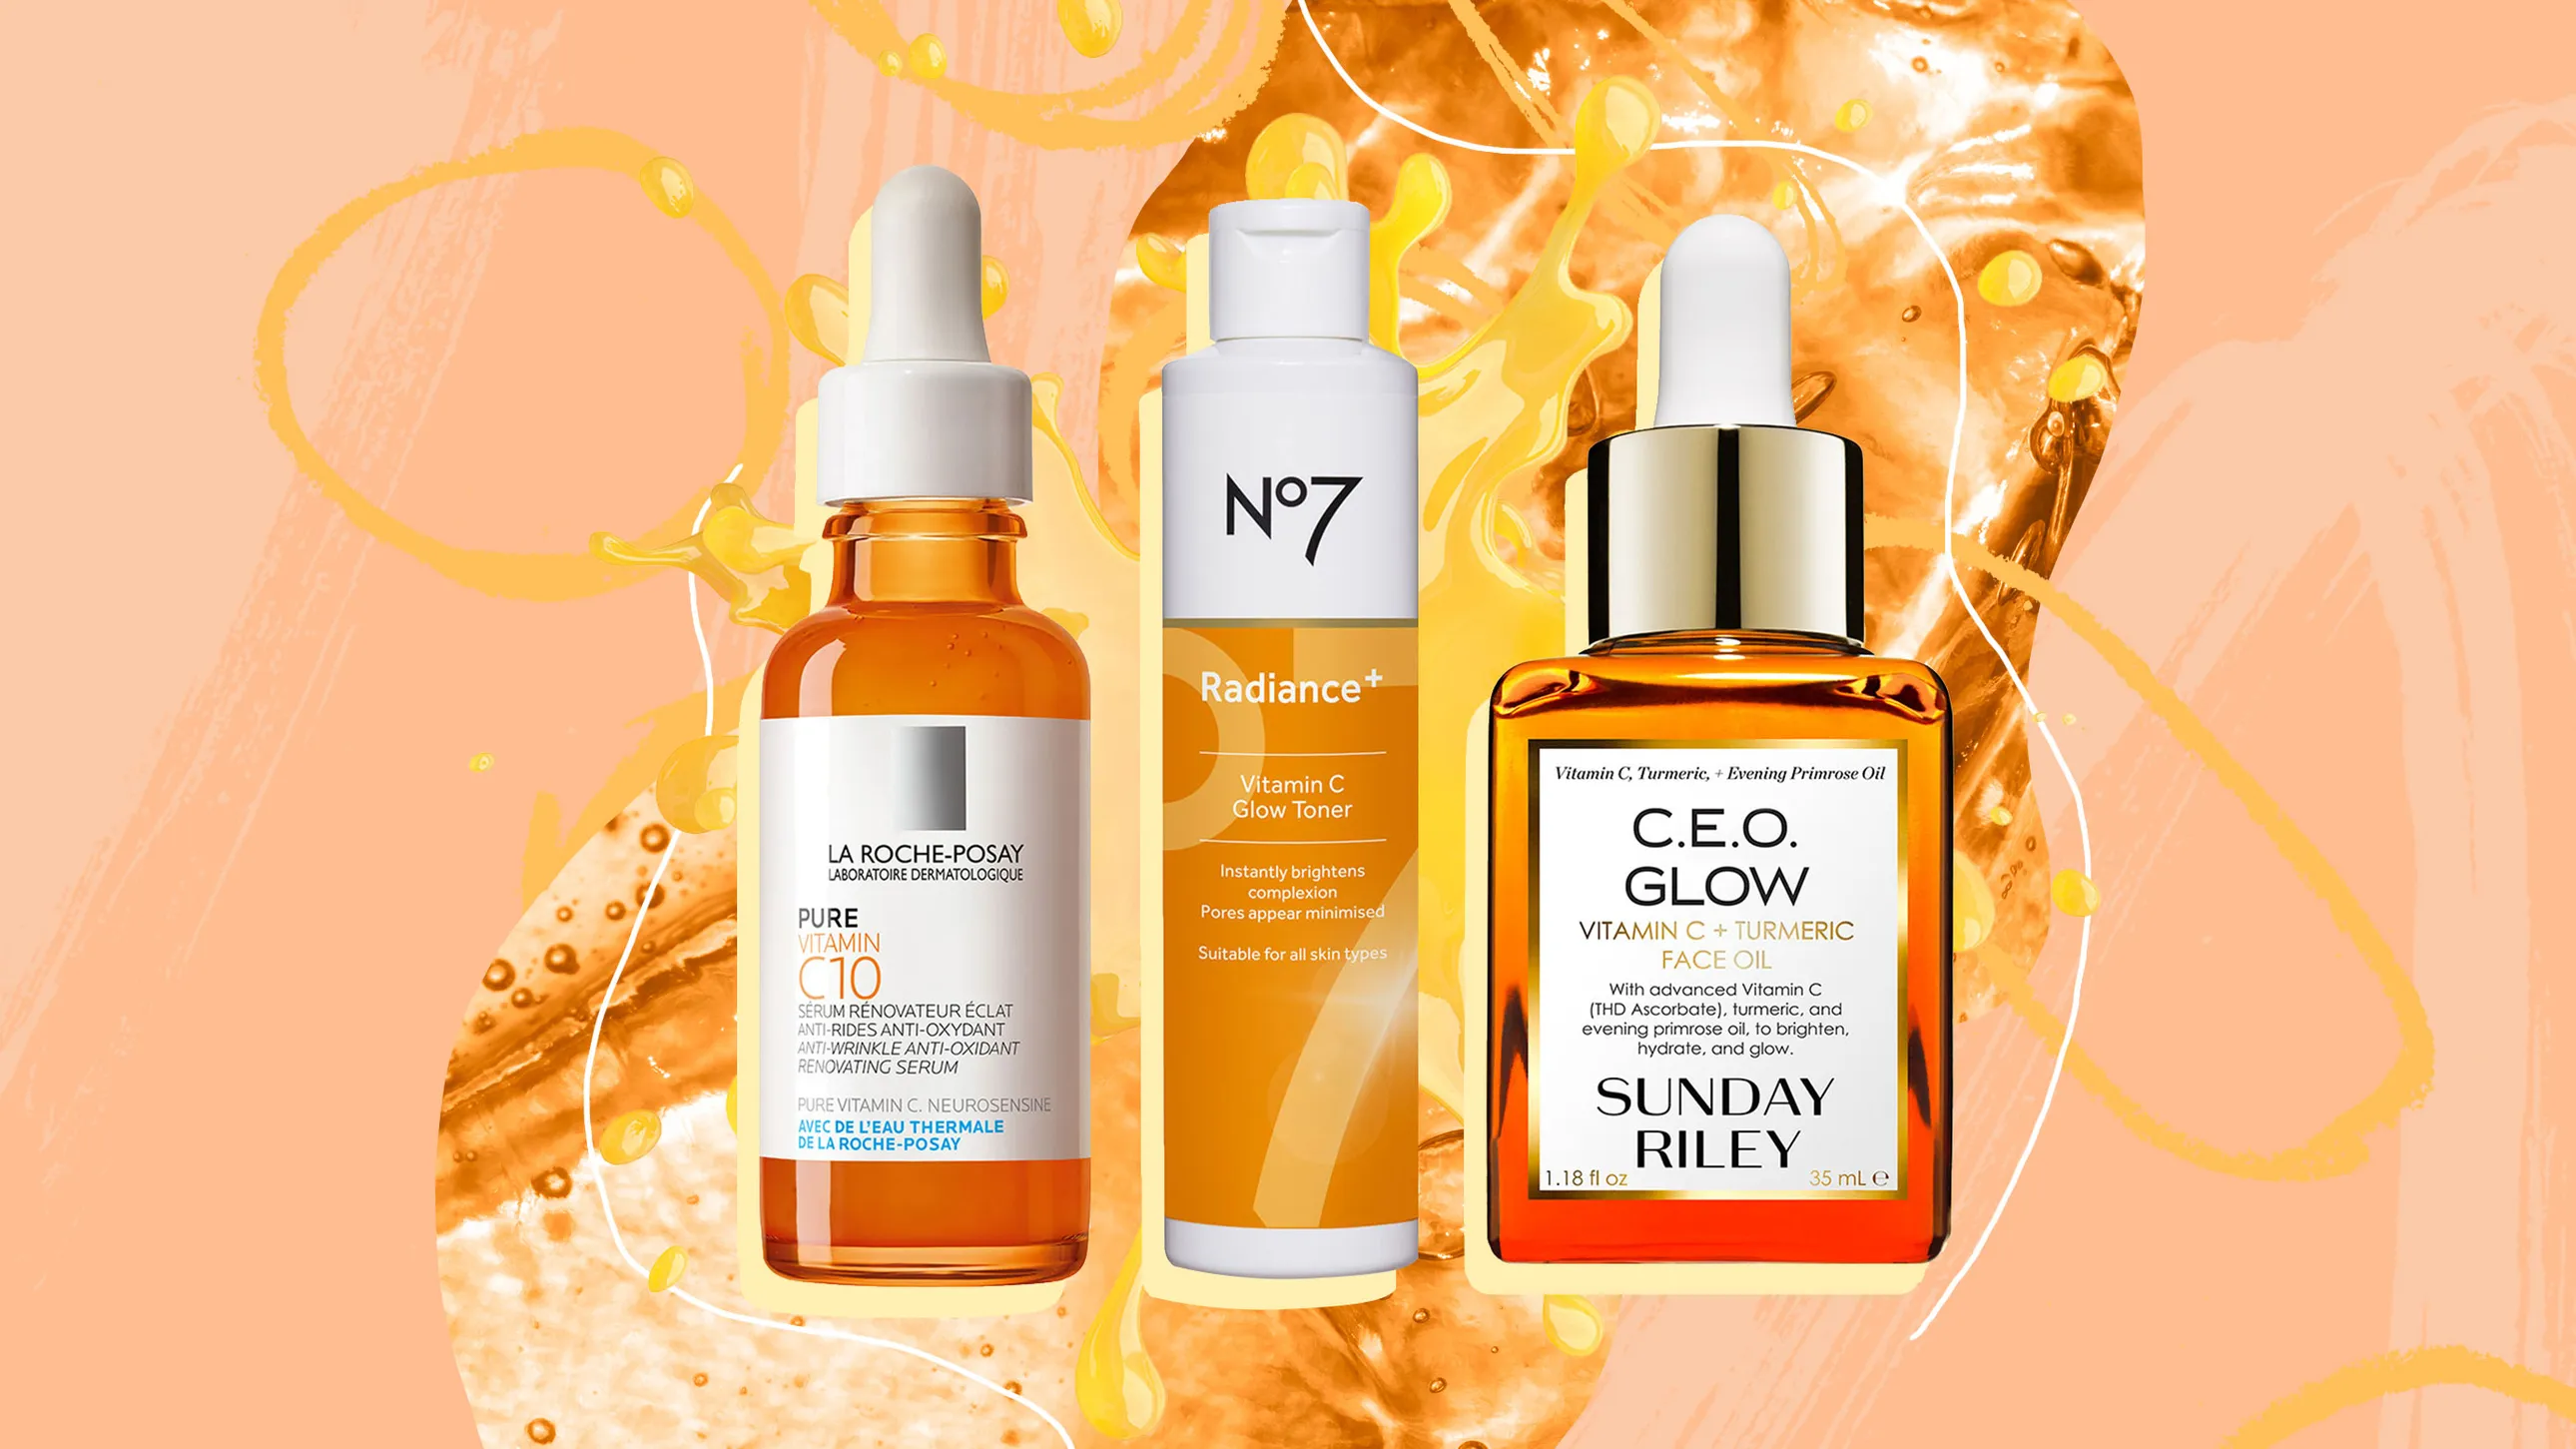 LA ROCHE-POSAY
LABORATOIRE DERMATOLOGIQUE
PURE
VITAMIN
C10
SÉRUM RÉNOVATEUR ÉCLAT
ANTI-RIDES ANTI-OXYDANT
ANTI-WRINKLE ANTI-OXIDANT
RENOVATING SERUM
PURE VITAMIN C. NEUROSENSINE
AVEC DE L'EAU THERMALE
DE LA ROCHE-POSAY
Nº7
Radiance+
Vitamin C
Glow Toner
Instantly brightens
complexion
Pores appear minimised
Suitable for all skin types
Vitamin C, Turmeric, + Evening Primrose Oil
C.E.O.
GLOW
VITAMIN C + TURMERIC
FACE OIL
With advanced Vitamin C
(THD Ascorbate), turmeric, and
evening primrose oil, to brighten,
hydrate, and glow.
SUNDAY
RILEY
1.18 fl oz 35 mL ℮